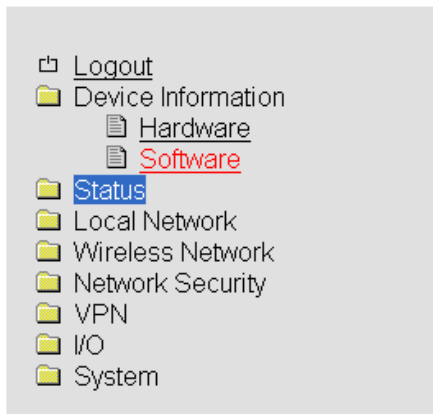 Logout
Device Information
Hardware
Software
Status
Local Network
Wireless Network
Network Security
VPN
I/O
System